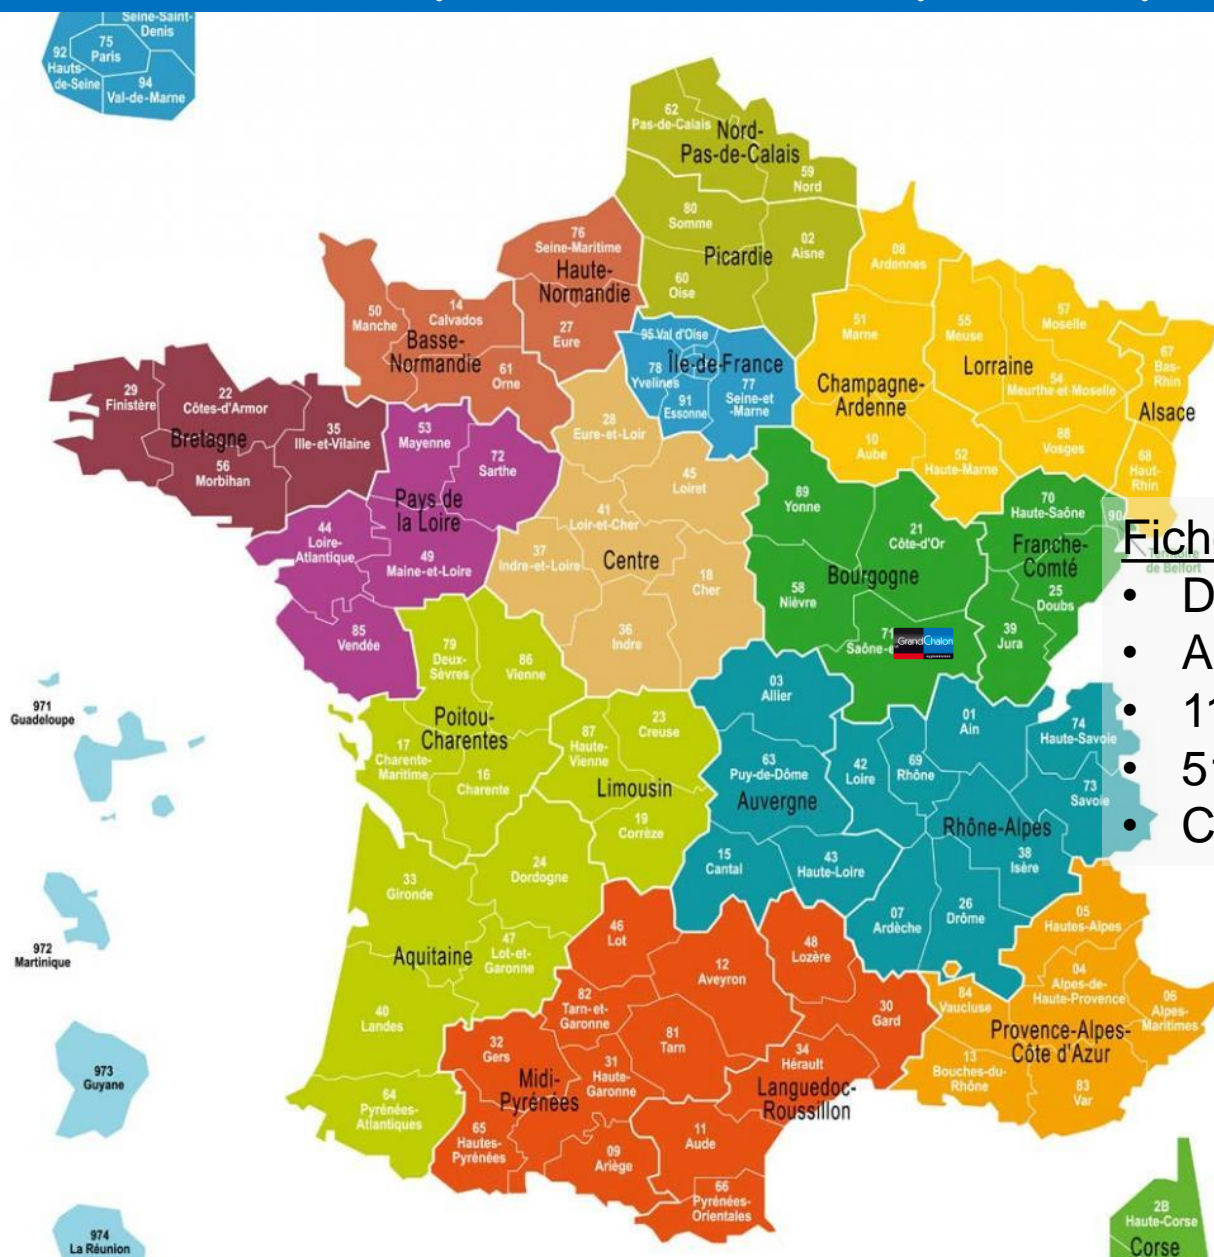 Seine-Saint-
Denis
92
Hauts-
de-Seine
75
Paris
94
Val-de-Marne
62
Pas-de-Calais
Nord-
Pas-de-Calais
59
Nord
80
Somme
02
Aisne
Picardie
60
Oise
76
Seine-Maritime
Haute-
Normandie
27
Eure
50
Manche
14
Calvados
Basse-
Normandie
61
Orne
08
Ardennes
51
Marne
55
Meuse
57
Moselle
Lorraine
54
Meurthe-et-Moselle
67
Bas-
Rhin
Alsace
Champagne-
Ardenne
10
Aube
52
Haute-Marne
88
Vosges
68
Haut-
Rhin
95 Val d'Oise
Île-de-France
78
Yvelines
91
Essonne
77
Seine-et
-Marne
29
Finistère
22
Côtes-d'Armor
35
Ille-et-Vilaine
Bretagne
56
Morbihan
53
Mayenne
72
Sarthe
Pays de
la Loire
44
Loire-
Atlantique
49
Maine-et-Loire
85
Vendée
28
Eure-et-Loir
45
Loiret
41
Loir-et-Cher
37
Indre-et-Loire
Centre
18
Cher
36
Indre
89
Yonne
21
Côte-d'Or
Bourgogne
58
Nièvre
71
Saône-e
GrandChalon
70
Haute-Saône
90
Franche-
Comté
de Belfort
25
Doubs
39
Jura
Fich
• D
• A
• 1
• 5
• C
79
Deux-
Sèvres
86
Vienne
Poitou-
Charentes
17
Charente-
Maritime
16
Charente
87
Haute-
Vienne
23
Creuse
Limousin
19
Corrèze
03
Allier
63
Puy-de-Dôme
Auvergne
15
Cantal
43
Haute-Loire
42
Loire
69
Rhône
01
Ain
74
Haute-Savoie
73
Savoie
Rhône-Alpes
38
Isère
07
Ardèche
26
Drôme
33
Gironde
24
Dordogne
Aquitaine
47
Lot-et-
Garonne
40
Landes
64
Pyrénées-
Atlantiques
46
Lot
12
Aveyron
82
Tarn-et-
Garonne
81
Tarn
32
Gers
31
Haute-
Garonne
Midi-
Pyrénées
65
Hautes-
Pyrénées
09
Ariège
48
Lozère
30
Gard
34
Hérault
Languedoc-
Roussillon
11
Aude
66
Pyrénées-
Orientales
05
Hautes-Alpes
04
Alpes-de-
Haute-Provence
06
Alpes-
Maritimes
84
Vaucluse
Provence-Alpes-
Côte d'Azur
13
Bouches-du-
Rhône
83
Var
971
Guadeloupe
972
Martinique
973
Guyane
974
La Réunion
2B
Haute-Corse
Corse